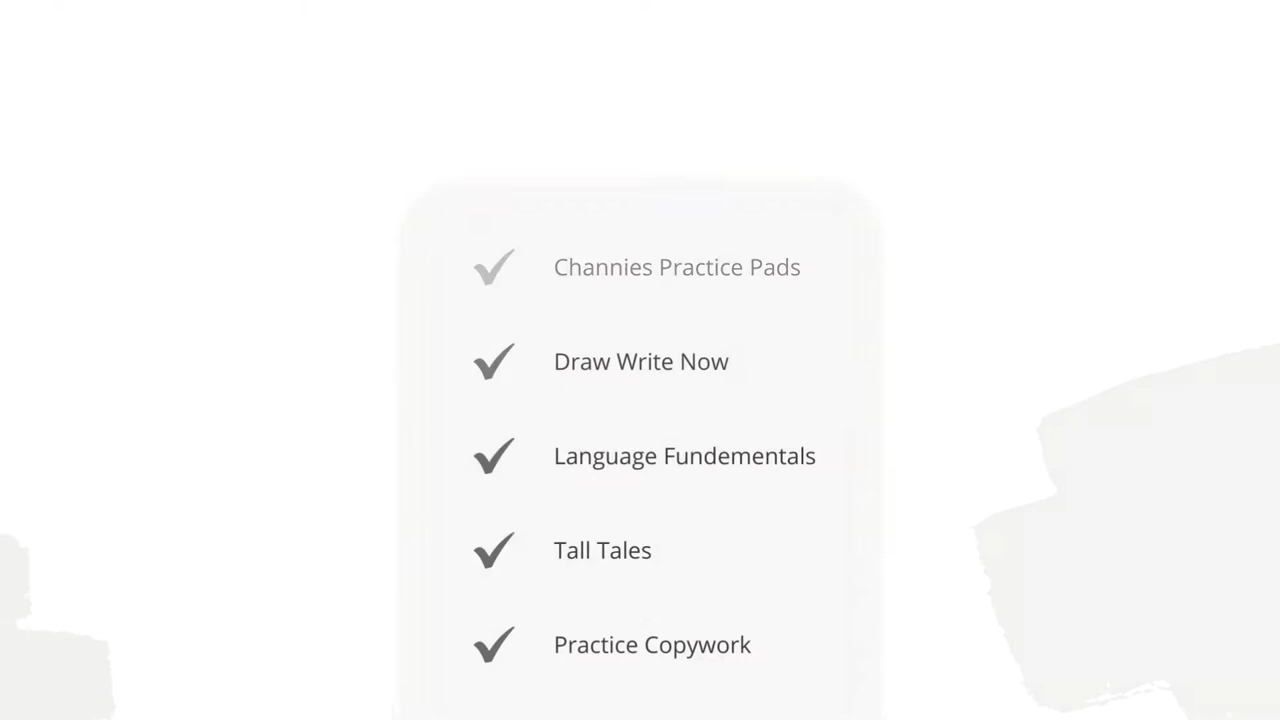 Channies Practice Pads
Draw Write Now
Language Fundementals
Tall Tales
Practice Copywork